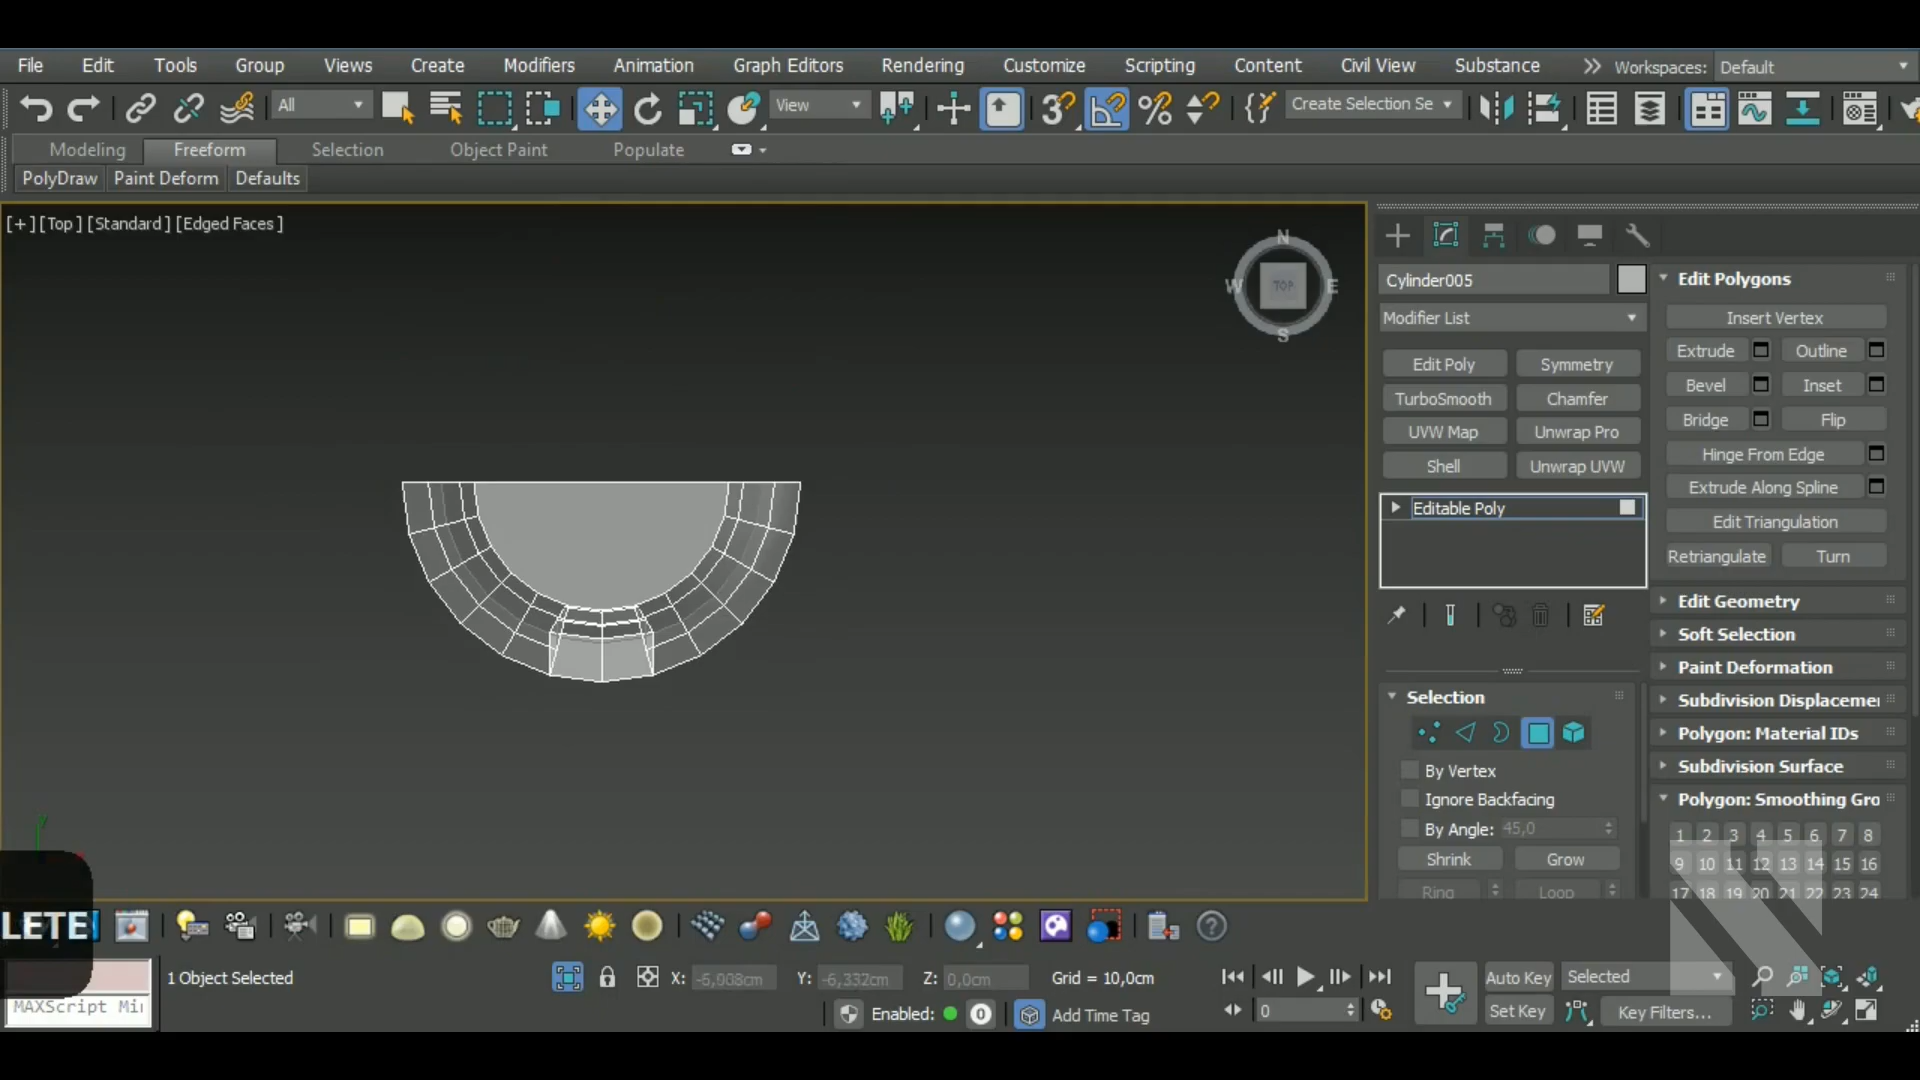 File Edit Tools Group Views Create Modifiers Animation Graph Editors Rendering Customize Scripting Content Civil View Substance Workspaces: Default
All View Create Selection Se
Modeling Freeform Selection Object Paint Populate
PolyDraw Paint Deform Defaults
[+] [Top] [Standard] [Edged Faces]
N
W TOP E
S
Cylinder005
Modifier List
Edit Poly Symmetry
TurboSmooth Chamfer
UVW Map Unwrap Pro
Shell Unwrap UVW
Editable Poly
Selection
By Vertex
Ignore Backfacing
By Angle: 45,0
Shrink Grow
Ring Loop
Edit Polygons
Insert Vertex
Extrude Outline
Bevel Inset
Bridge Flip
Hinge From Edge
Extrude Along Spline
Edit Triangulation
Retriangulate Turn
Edit Geometry
Soft Selection
Paint Deformation
Subdivision Displaceme
Polygon: Material IDs
Subdivision Surface
Polygon: Smoothing Gro
1 2 3 4 5 6 7 8
9 10 11 12 13 14 15 16
17 18 19 20 21 22 23 24
y
LETE
1 Object Selected X: -5,908cm Y: -6,332cm Z: 0,0cm Grid = 10,0cm Auto Key Selected
MAXScript Mi Enabled: 0 Add Time Tag 0 Set Key Key Filters...